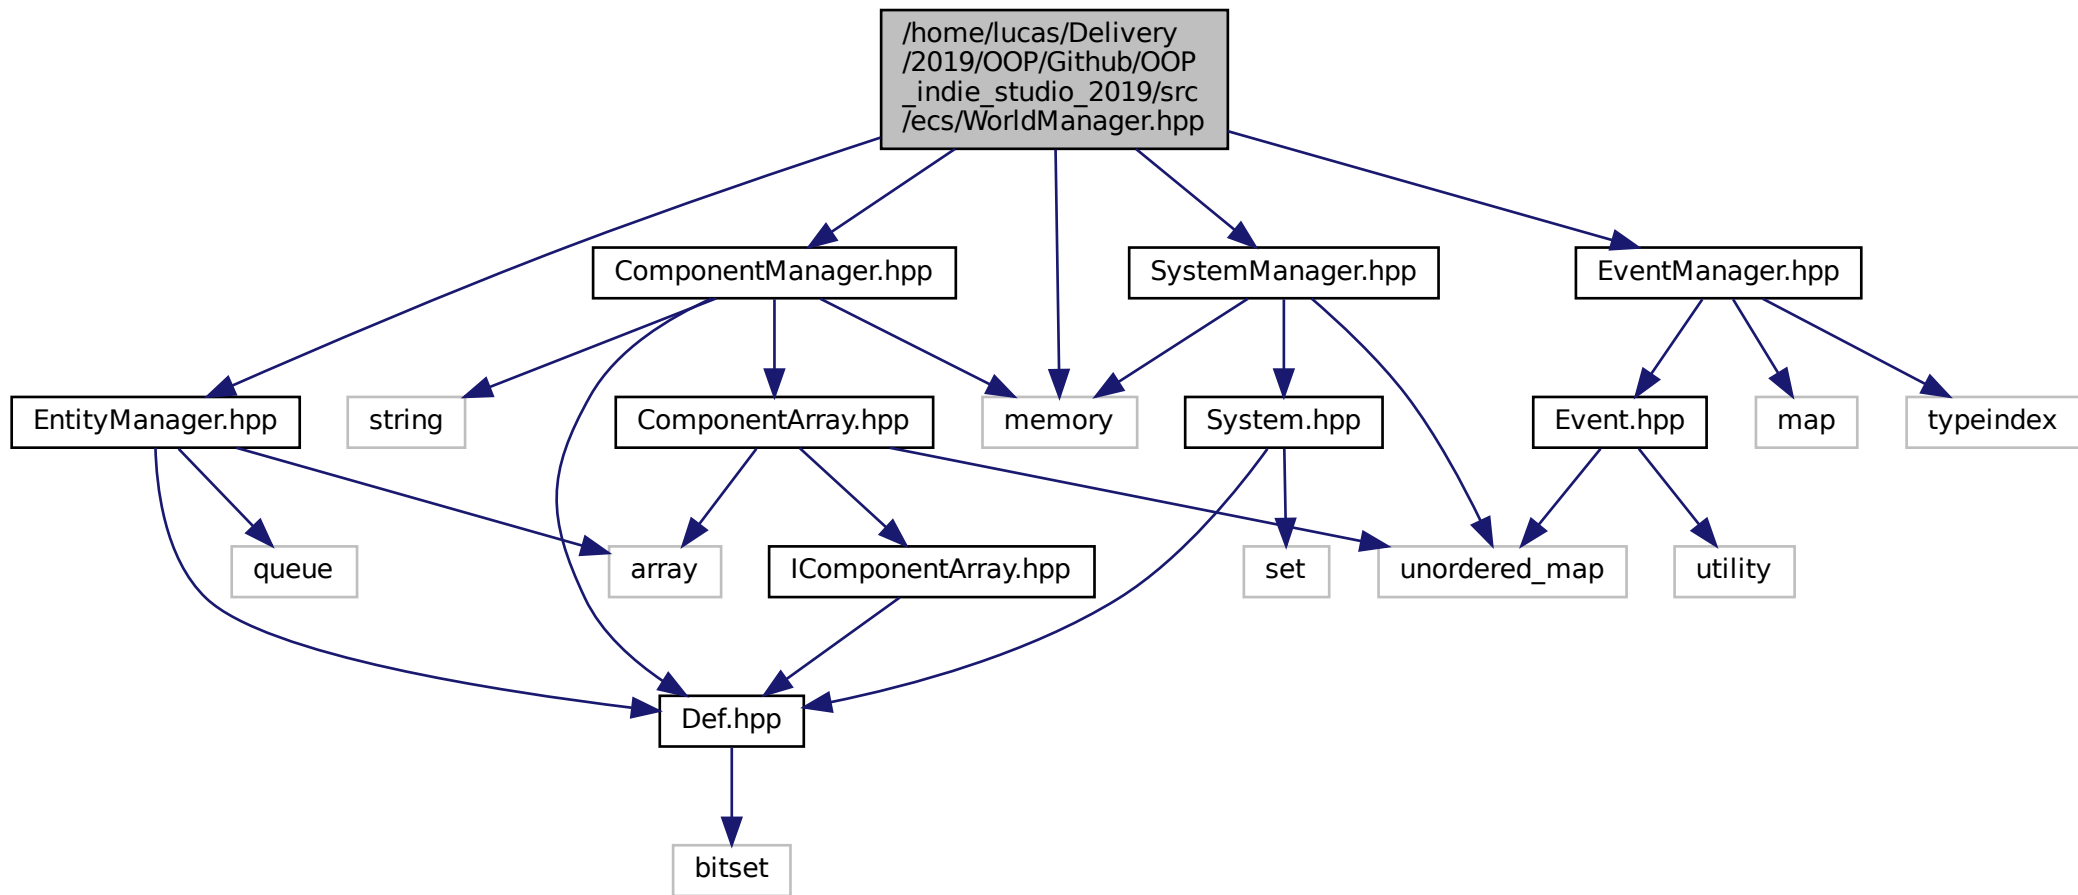 /home/lucas/Delivery
/2019/OOP/Github/OOP
_indie_studio_2019/src
/ecs/WorldManager.hpp
ComponentManager.hpp
SystemManager.hpp
EventManager.hpp
EntityManager.hpp
string
ComponentArray.hpp
memory
System.hpp
Event.hpp
map
typeindex
queue
array
IComponentArray.hpp
set
unordered_map
utility
Def.hpp
bitset